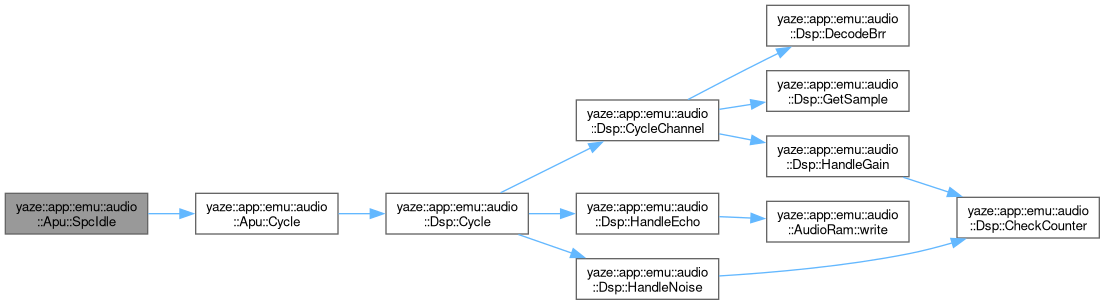 yaze::app::emu::audio
::Dsp::DecodeBrr
yaze::app::emu::audio
::Dsp::GetSample
yaze::app::emu::audio
::Dsp::CycleChannel
yaze::app::emu::audio
::Dsp::HandleGain
yaze::app::emu::audio
::Apu::SpcIdle
yaze::app::emu::audio
::Apu::Cycle
yaze::app::emu::audio
::Dsp::Cycle
yaze::app::emu::audio
::Dsp::HandleEcho
yaze::app::emu::audio
::AudioRam::write
yaze::app::emu::audio
::Dsp::CheckCounter
yaze::app::emu::audio
::Dsp::HandleNoise